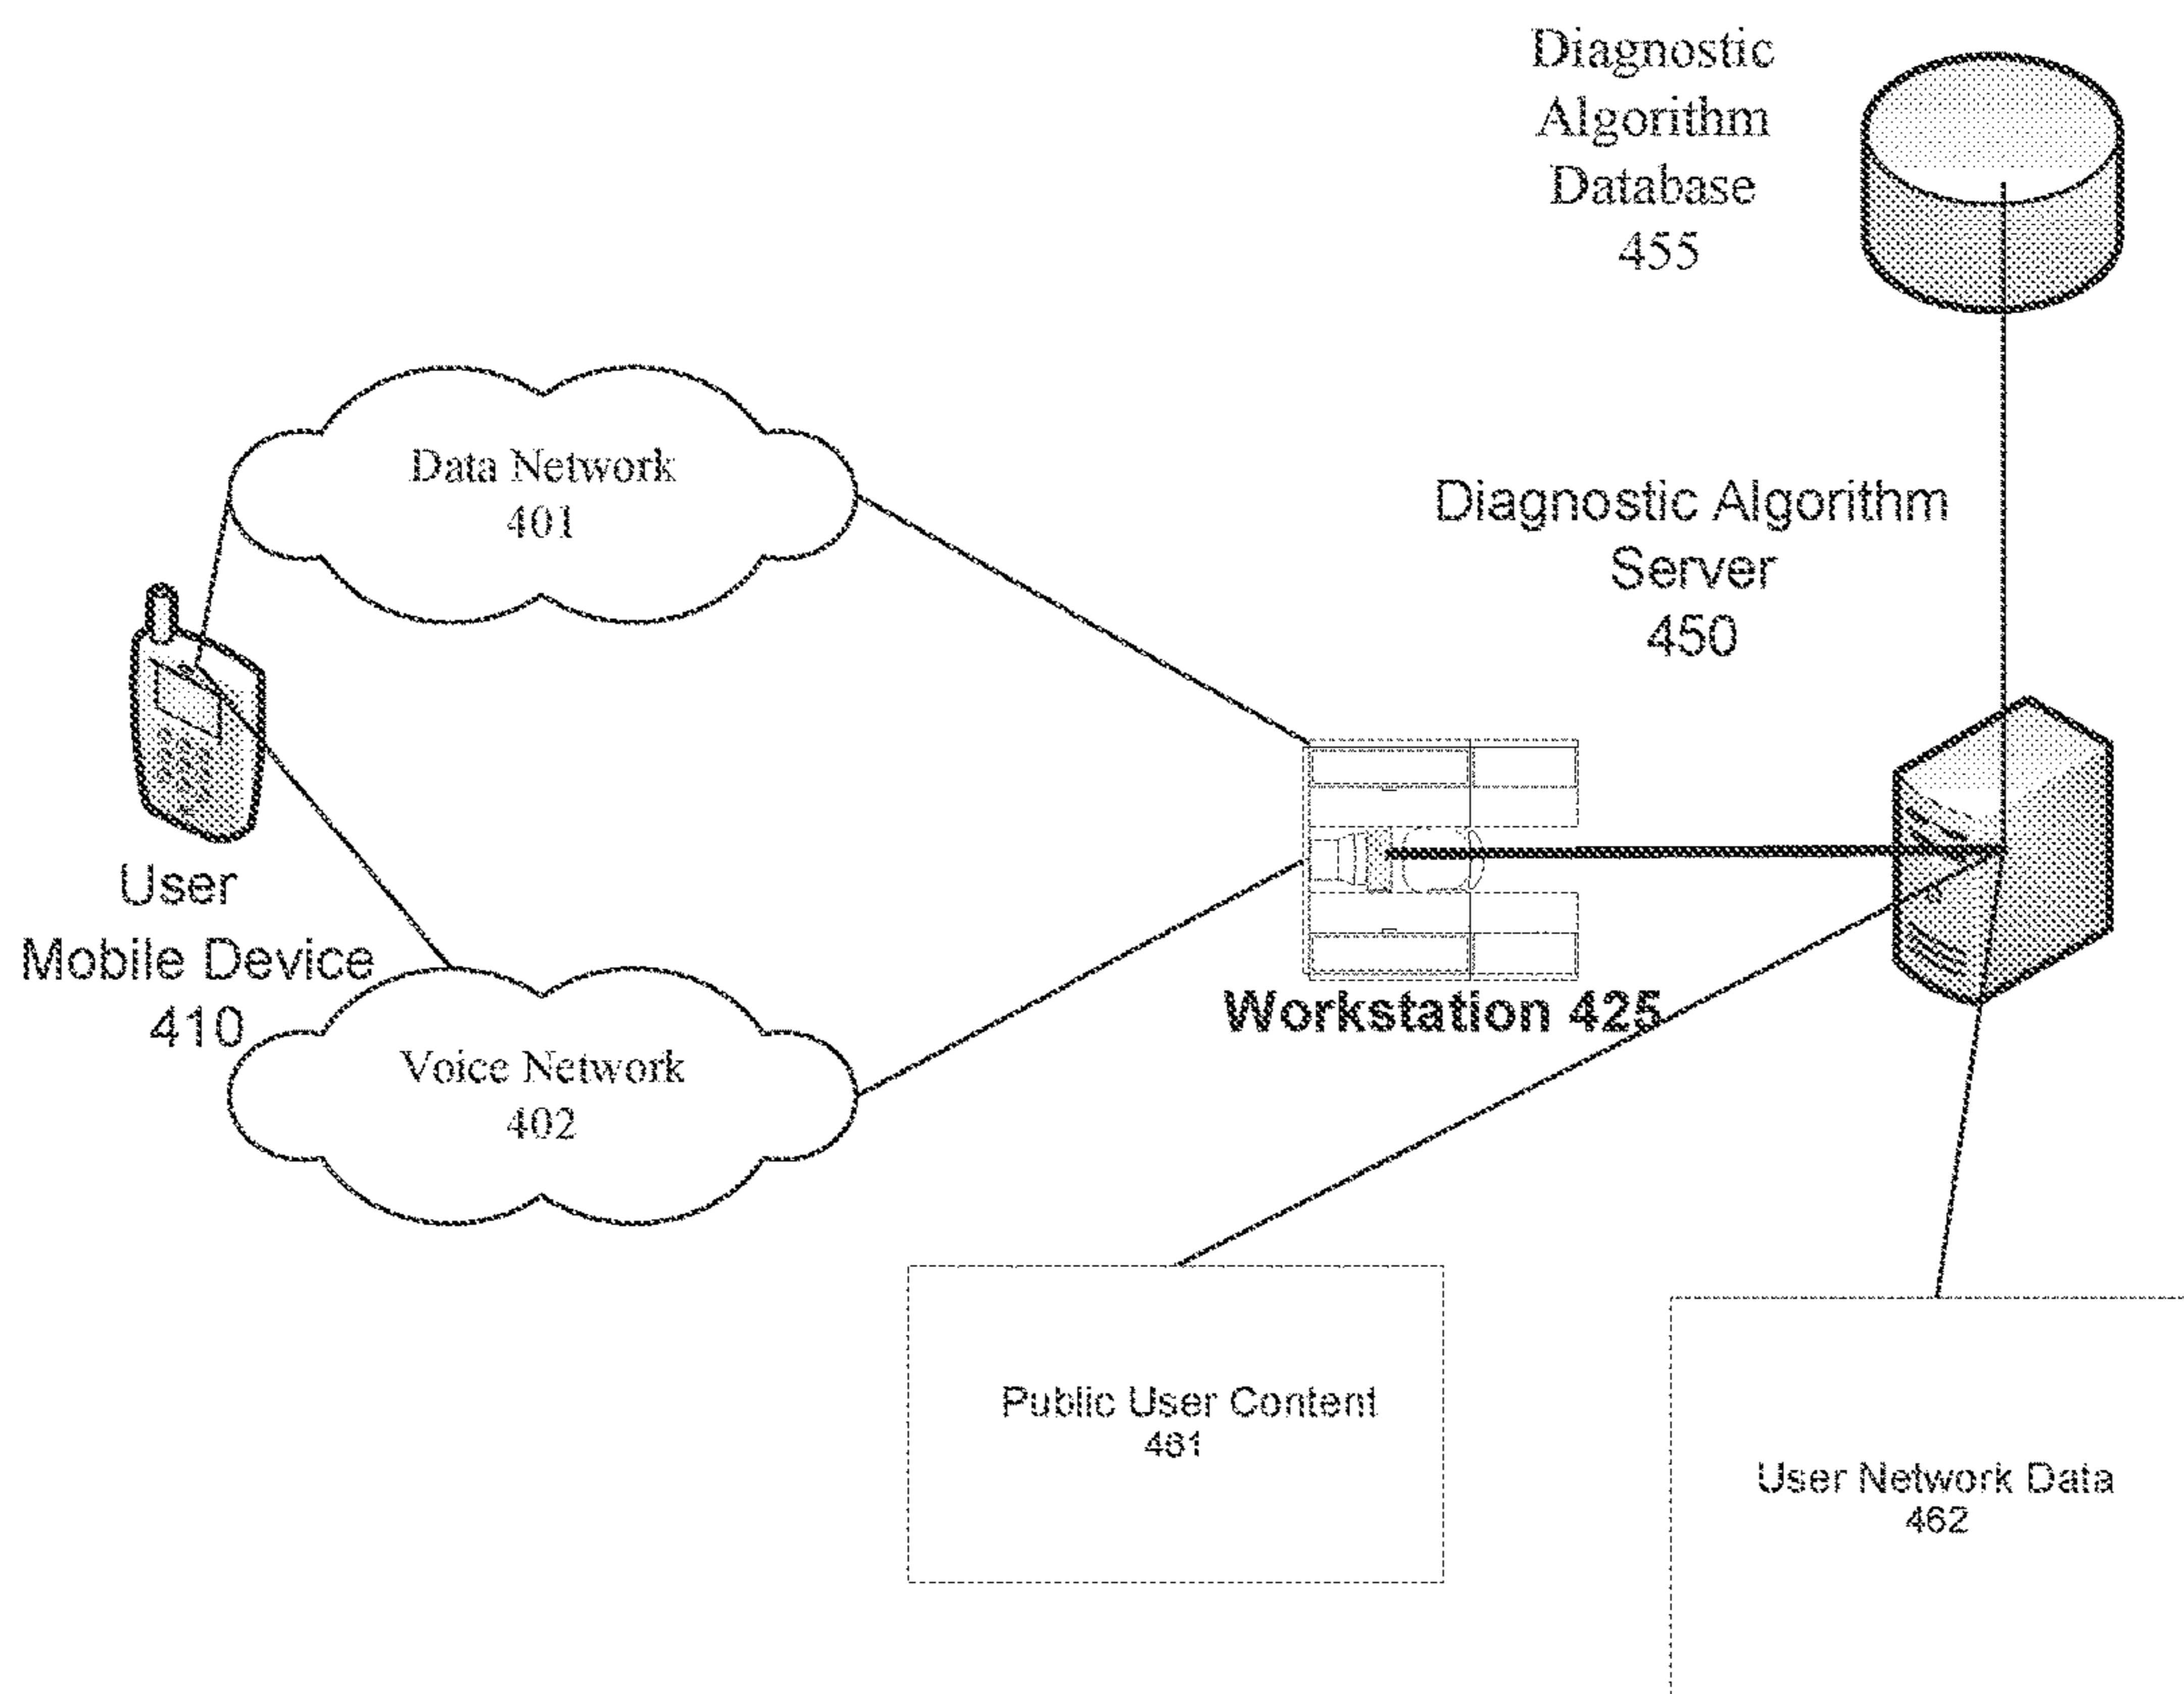 Diagnostic
Algorithm
Database
455
Data Network
401
Diagnostic Algorithm
Server
450
User
Mobile Device
410
Workstation 425
Voice Network
402
Public User Content
461
User Network Data
462